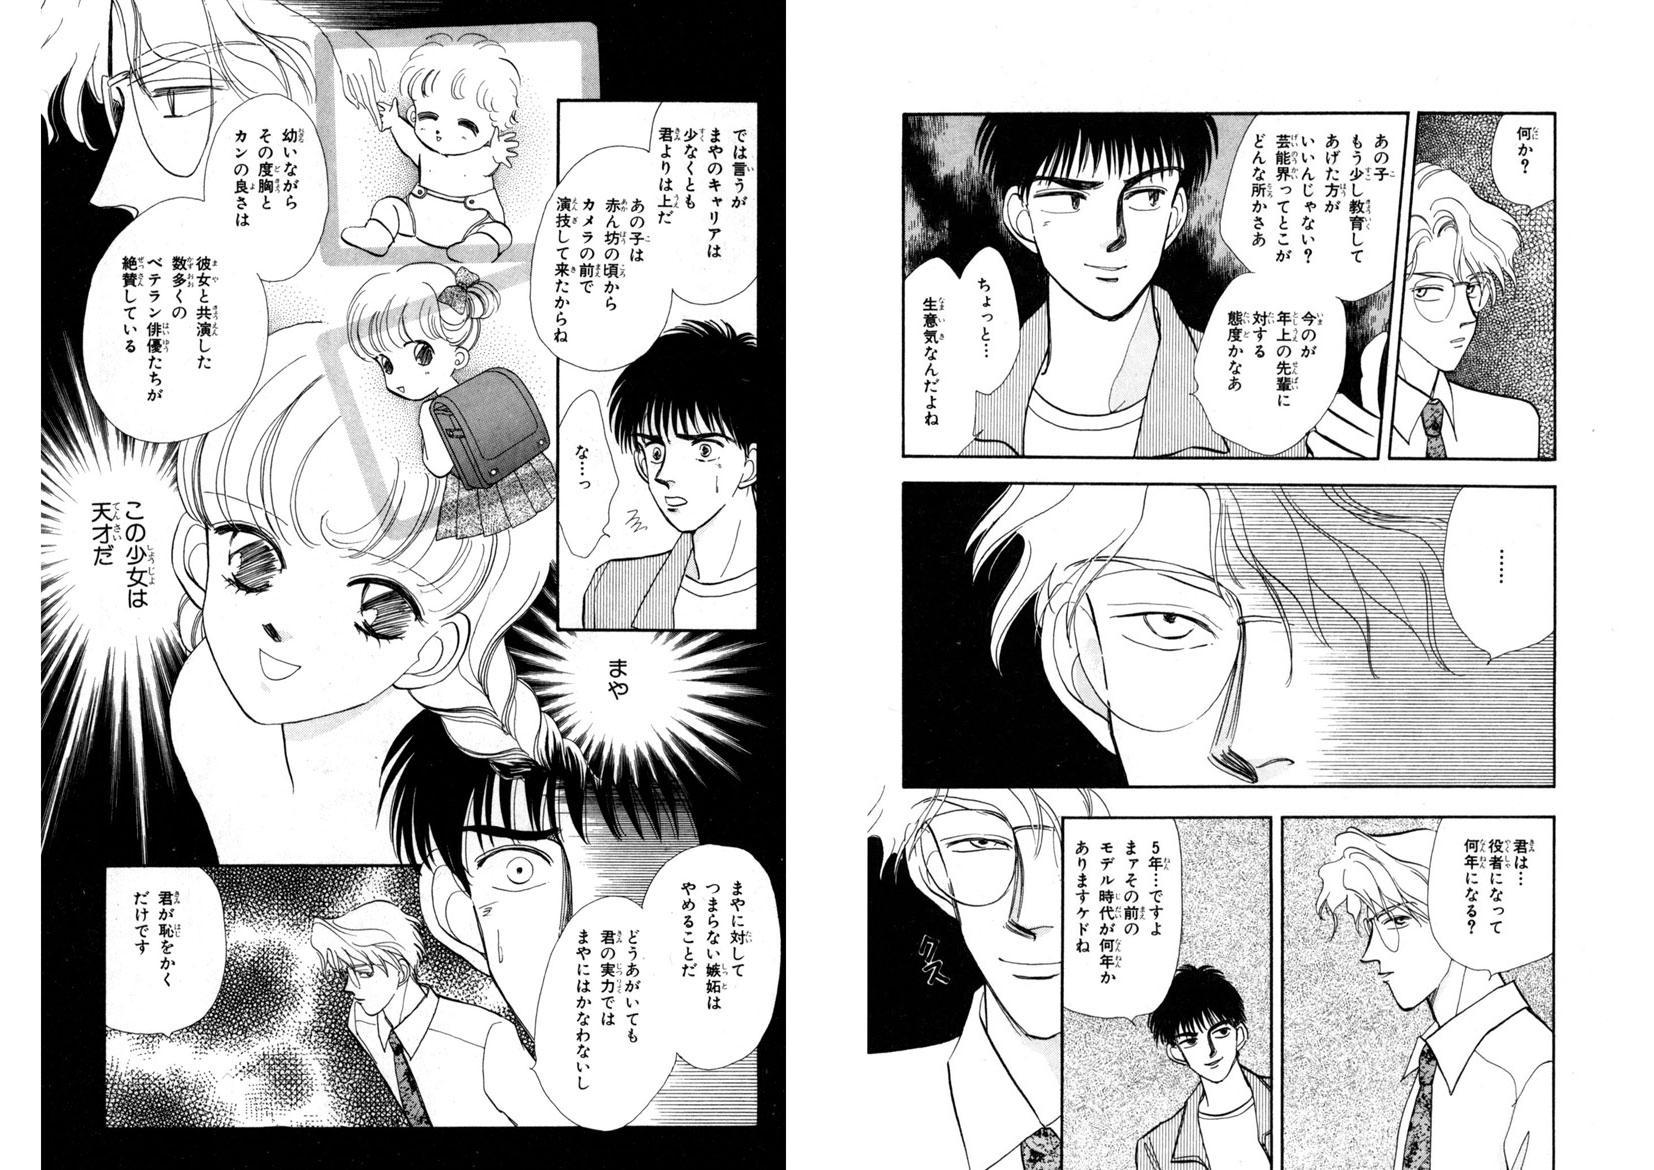 何か?
あの子
もう少し教育して
あげた方が
いいんじゃない?
芸能界ってとこが
どんな所かさあ
今のが
年上の先輩に
対する
態度かなあ
ちょっと…
生意気なんだよね
……
君は…
役者になって
何年になる?
5年…ですよ
まァその前の
モデル時代が何年か
ありますケドね
クス
では言うが
まやのキャリアは
少なくとも
君よりは上だ
あの子は
赤ん坊の頃から
カメラの前で
演技して来たからね
な…っ
幼いながら
その度胸と
カンの良さは
彼女と共演した
数多くの
ベテラン俳優たちが
絶賛している
この少女は
天才だ
まや
まやに対して
つまらない嫉妬は
やめることだ
どうあがいても
君の実力では
まやにはかなわないし
君が恥をかく
だけです